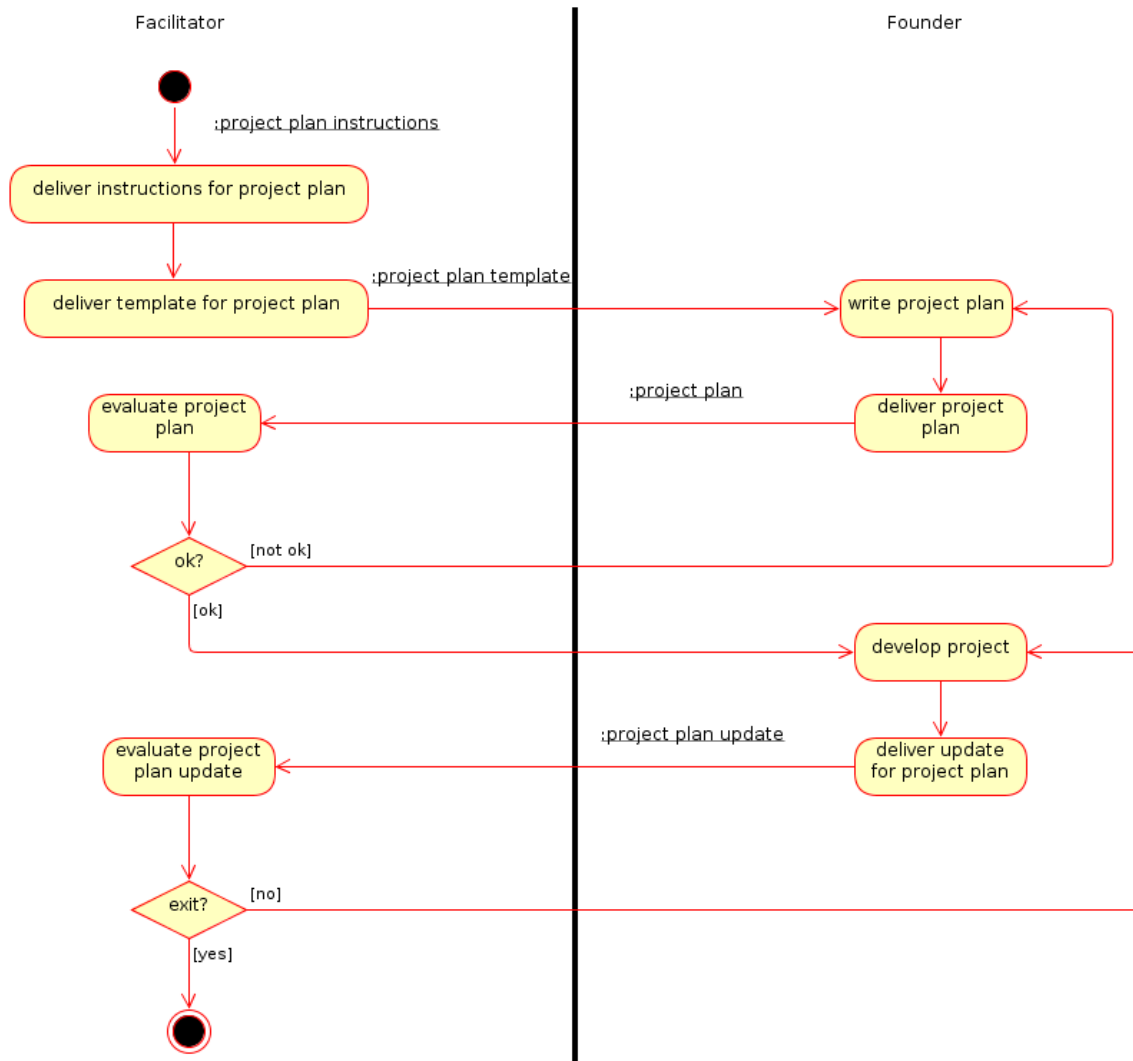 Facilitator
Founder
:project plan instructions
deliver instructions for project plan
:project plan template
deliver template for project plan
write project plan
:project plan
evaluate project
plan
deliver project
plan
ok?
[not ok]
[ok]
develop project
:project plan update
evaluate project
plan update
deliver update
for project plan
exit?
[no]
[yes]